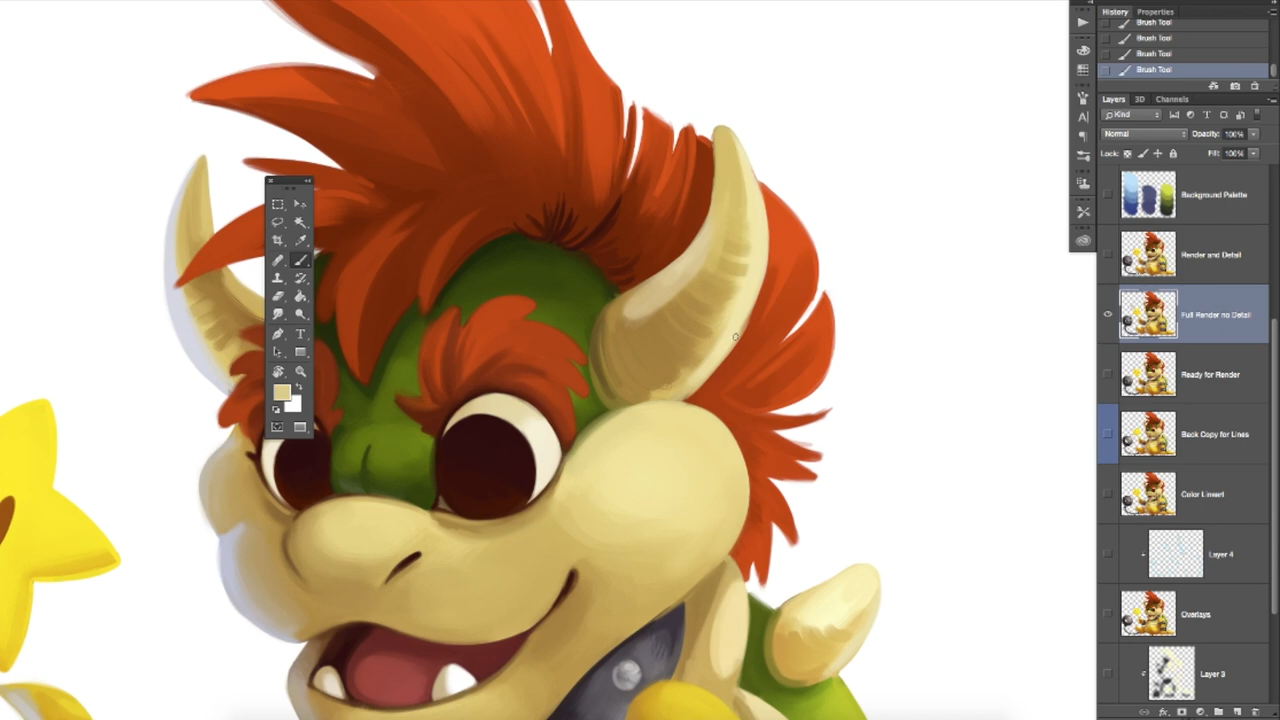 History Properties
Brush Tool
Brush Tool
Brush Tool
Brush Tool
Layers 3D Channels
Kind
Normal Opacity: 100%
Lock: Fill: 100%
Background Palette
Render and Detail
Full Render no Detail
Ready for Render
Back Copy for Lines
Color Lineset
Layer 4
Overlays
Layer 3